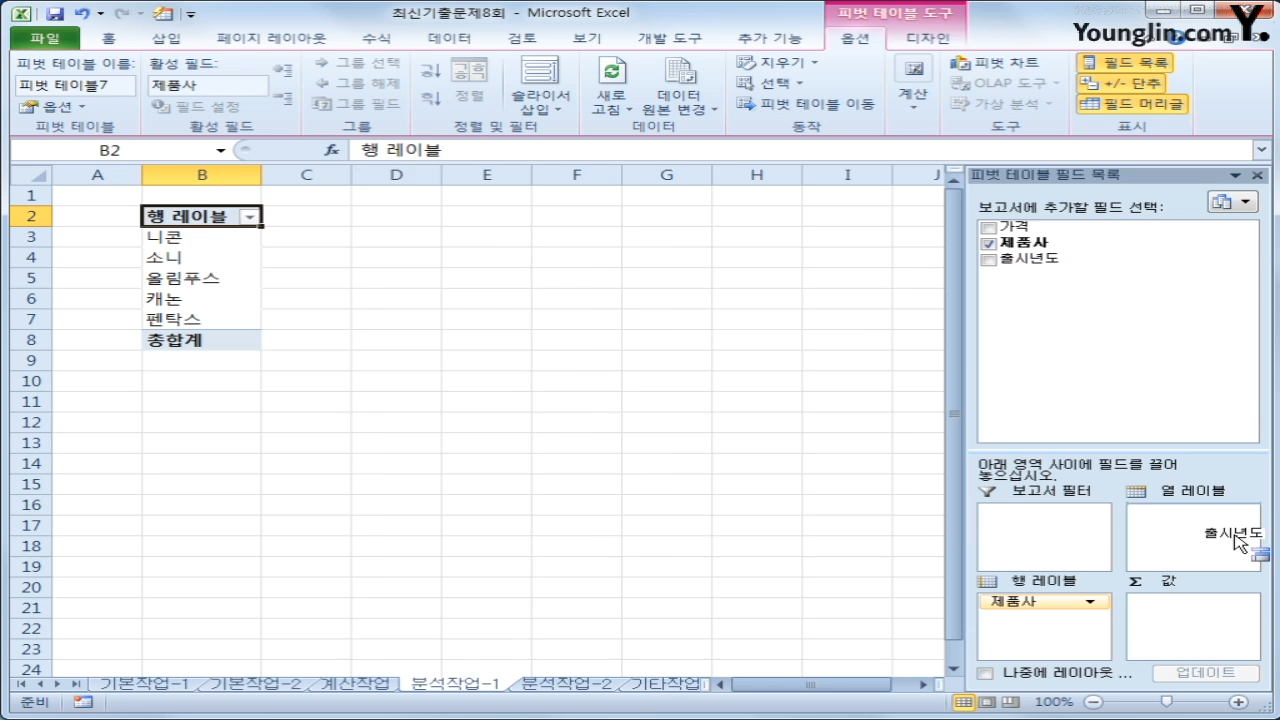 최신기출문제8회 - Microsoft Excel
피벗 테이블 도구
Younglin.com Y.
파일 홈 삽입 페이지 레이아웃 수식 데이터 검토 보기 개발 도구 추가 기능 옵션 디자인
피벗 테이블 이름:
피벗 테이블7
옵션
피벗 테이블
활성 필드:
제품사
필드 설정
활성 필드
그룹 선택
그룹 해제
그룹 필드
그룹
정렬
슬라이서
삽입
정렬 및 필터
새로
고침
데이터
원본 변경
데이터
지우기
선택
피벗 테이블 이동
동작
계산
피벗 차트
OLAP 도구
가상 분석
도구
필드 목록
+/- 단추
필드 머리글
표시
B2 fx 행 레이블
A B C D E F G H I J
1
2 행 레이블
3 니콘
4 소니
5 올림푸스
6 캐논
7 펜탁스
8 총합계
9
10
11
12
13
14
15
16
17
18
19
20
21
22
23
24
피벗 테이블 필드 목록
보고서에 추가할 필드 선택:
가격
제품사
출시년도
아래 영역 사이에 필드를 끌어
놓으십시오.
보고서 필터 열 레이블
출시년도
행 레이블 Σ 값
제품사
나중에 레이아웃 ... 업데이트
기본작업-1 기본작업-2 계산작업 분석작업-1 분석작업-2 기타작업
준비 100%